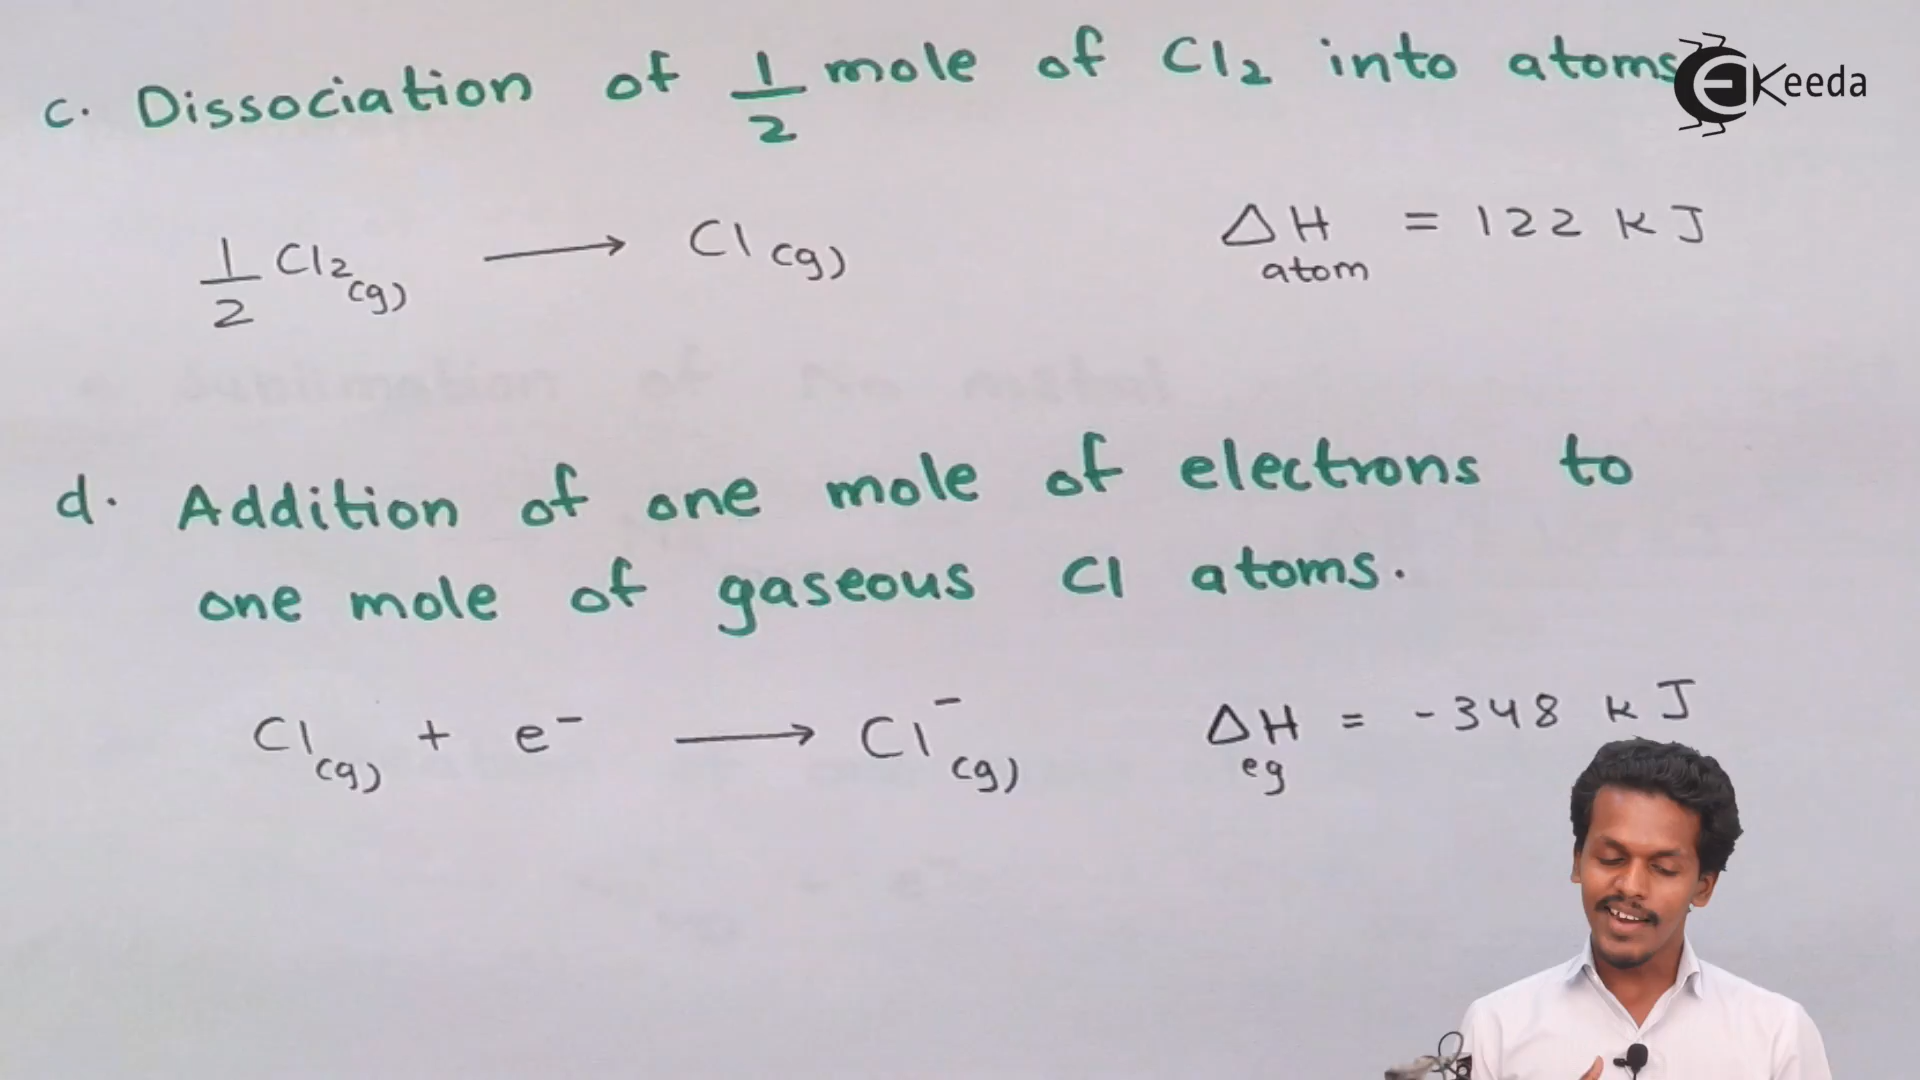 c. Dissociation of 1/2 mole of Cl₂ into atoms
EKeeda
1/2 Cl₂(g) ⟶ Cl(g) ΔH atom = 122 kJ
d. Addition of one mole of electrons to
one mole of gaseous Cl atoms.
Cl(g) + e⁻ ⟶ Cl⁻(g) ΔH eg = -348 kJ